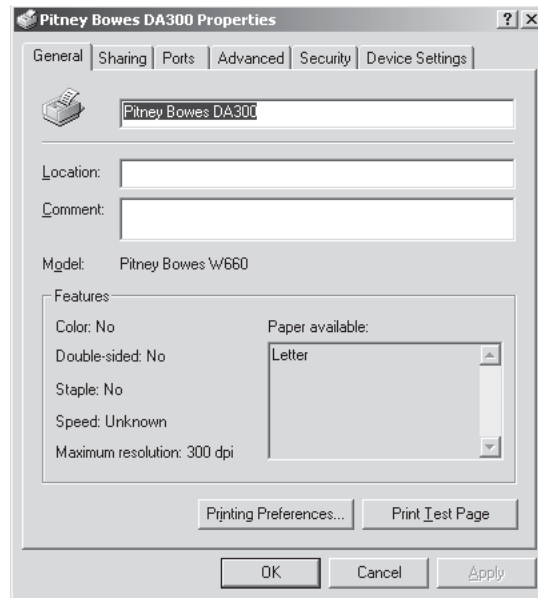 Pitney Bowes DA300 Properties
General Sharing Ports Advanced Security Device Settings
Pitney Bowes DA300
Location:
Comment:
Model: Pitney Bowes W660
Features
Color: No Paper available:
Double-sided: No Letter
Staple: No
Speed: Unknown
Maximum resolution: 300 dpi
Printing Preferences... Print Test Page
OK Cancel Apply